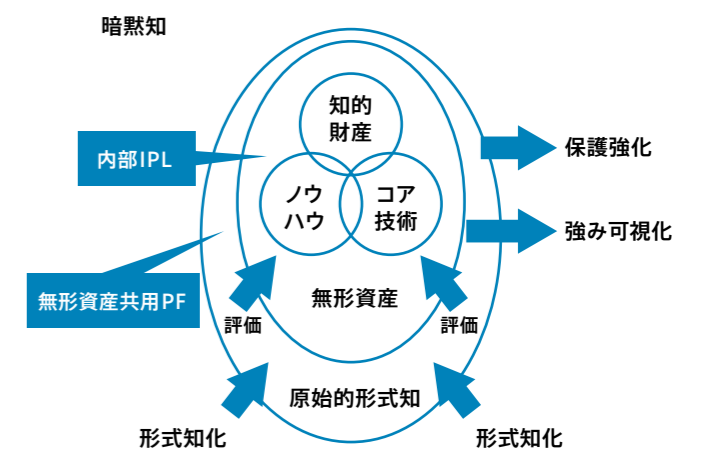 暗黙知
知的
財産
内部IPL
保護強化
ノウ
ハウ
コア
技術
強み可視化
無形資産共用PF
無形資産
評価
評価
原始的形式知
形式知化
形式知化